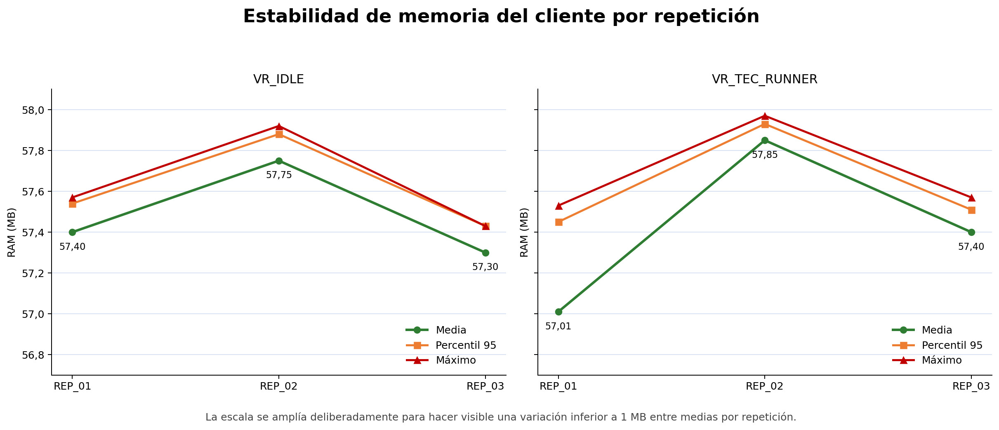 Estabilidad de memoria del cliente por repetición
VR_IDLE
58,0
57,8
57,6
57,4
57,2
57,0
56,8
RAM (MB)
57,40
57,75
57,30
Media
Percentil 95
Máximo
REP_01
REP_02
REP_03
VR_TEC_RUNNER
RAM (MB)
57,01
57,85
57,40
Media
Percentil 95
Máximo
REP_01
REP_02
REP_03
La escala se amplía deliberadamente para hacer visible una variación inferior a 1 MB entre medias por repetición.